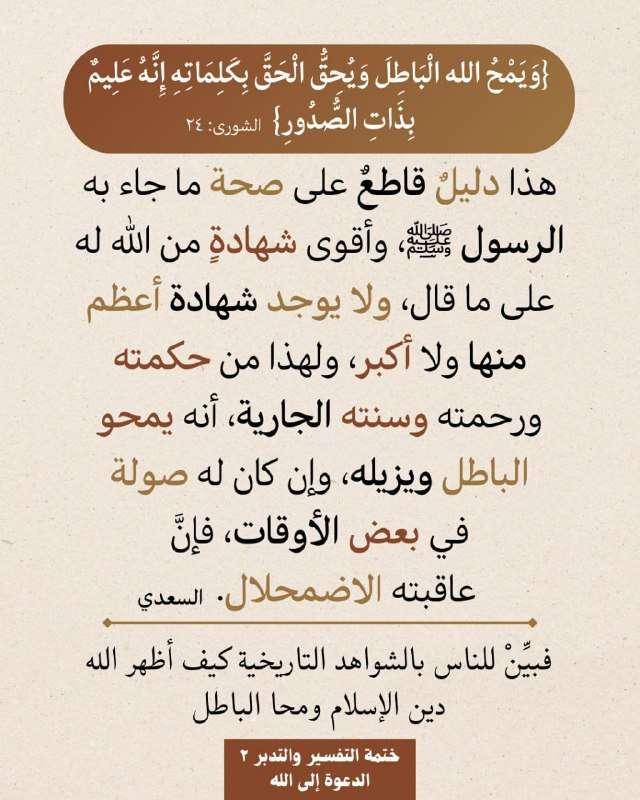 {وَيَمْحُ الله الْبَاطِلَ وَيُحِقُّ الْحَقَّ بِكَلِمَاتِهِ إِنَّهُ عَلِيمٌ
بِذَاتِ الصُّدُورِ} الشورى: ٢٤
هذا دليلٌ قاطعٌ على صحة ما جاء به
الرسول ﷺ، وأقوى شهادةٍ من الله له
على ما قال، ولا يوجد شهادة أعظم
منها ولا أكبر، ولهذا من حكمته
ورحمته وسنته الجارية، أنه يمحو
الباطل ويزيله، وإن كان له صولة
في بعض الأوقات، فإنَّ
عاقبته الاضمحلال. السعدي
فبيِّنْ للناس بالشواهد التاريخية كيف أظهر الله
دين الإسلام ومحا الباطل
ختمة التفسير والتدبر ٢
الدعوة إلى الله